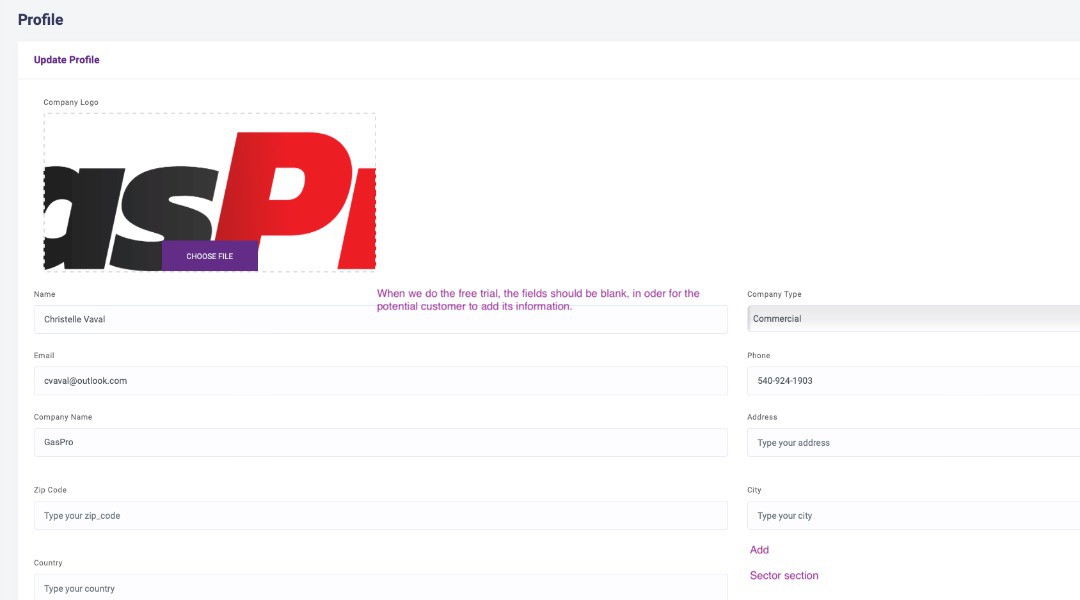 Profile
Update Profile
Company Logo
asP
CHOOSE FILE
Name
When we do the free trial, the fields should be blank, in oder for the
potential customer to add its information.
Company Type
Christelle Vaval
Commercial
Email
Phone
cvaval@outlook.com
540-924-1903
Company Name
Address
GasPro
Type your address
Zip Code
City
Type your zip_code
Type your city
Add
Country
Sector section
Type your country